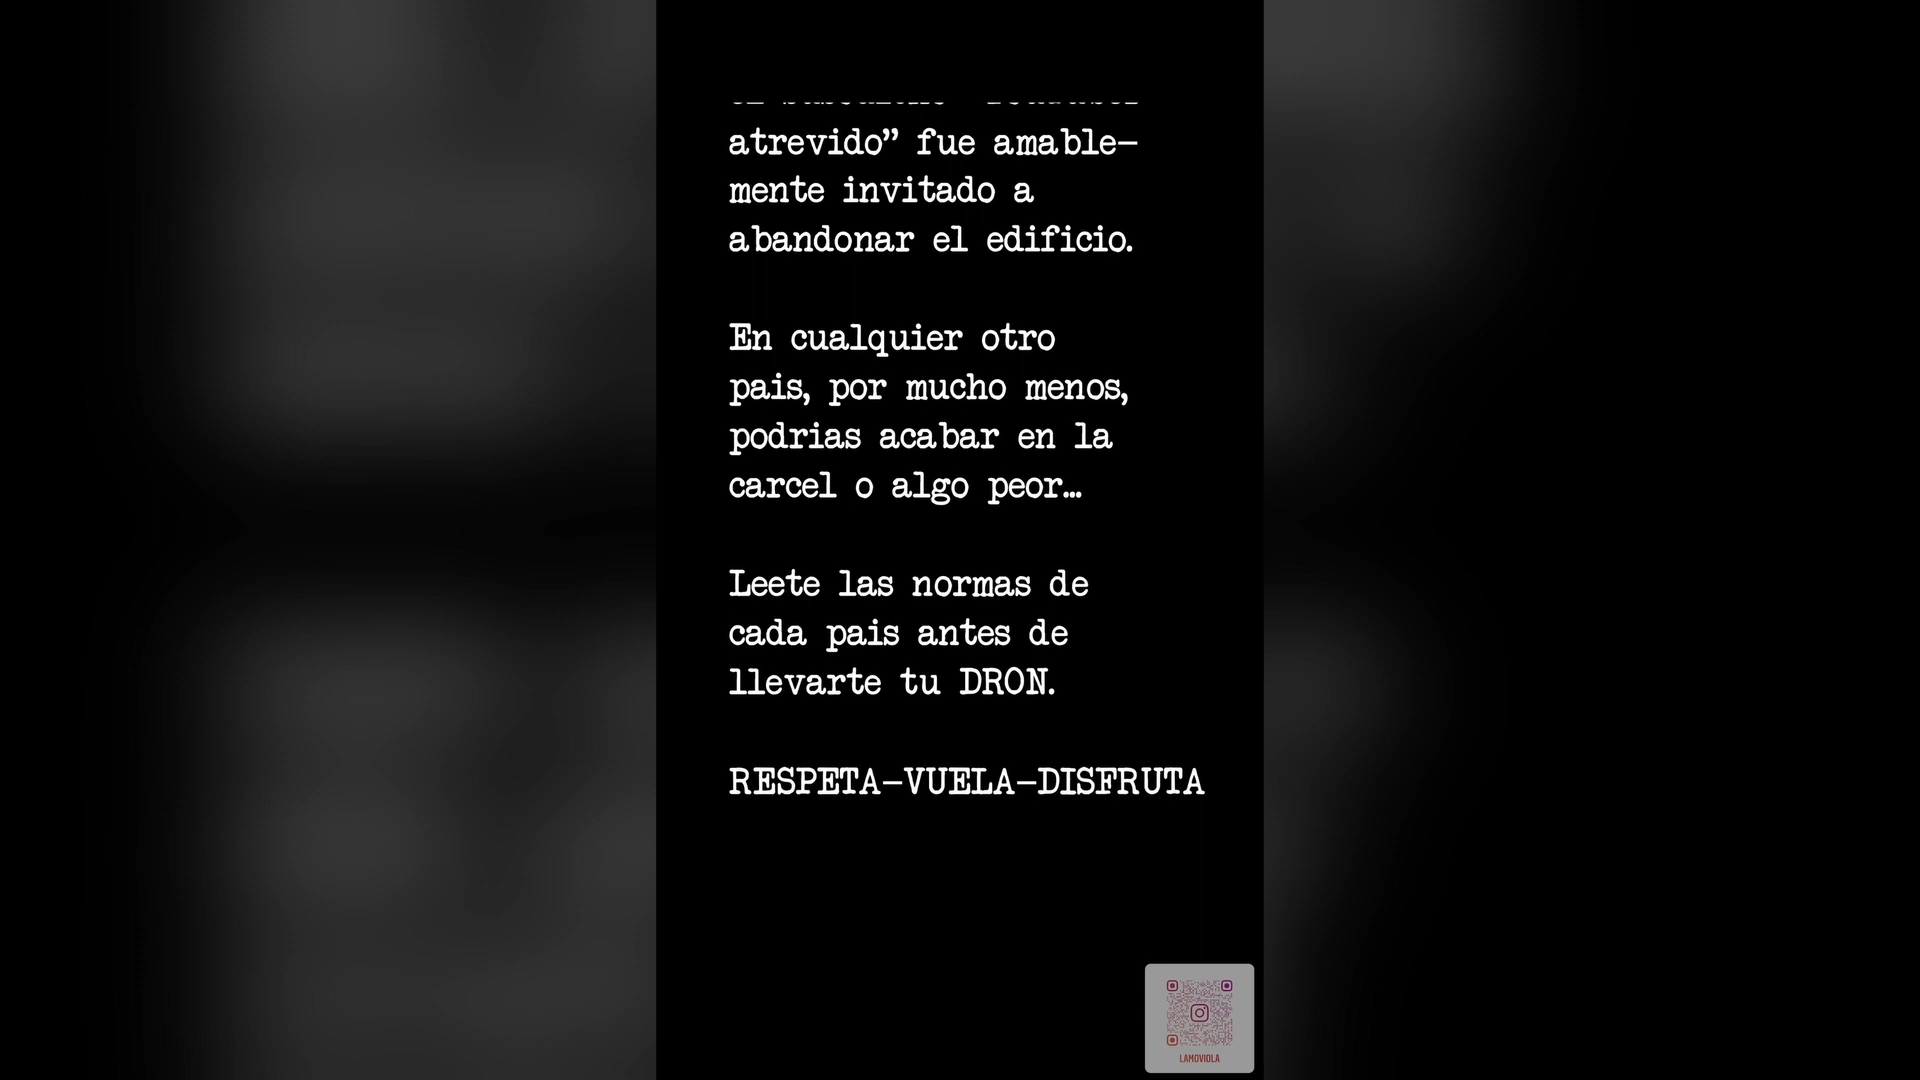 atrevido” fue amable-
mente invitado a
abandonar el edificio.
En cualquier otro
pais, por mucho menos,
podrias acabar en la
carcel o algo peor...
Leete las normas de
cada pais antes de
llevarte tu DRON.
RESPETA-VUELA-DISFRUTA
LAMOVIOLA